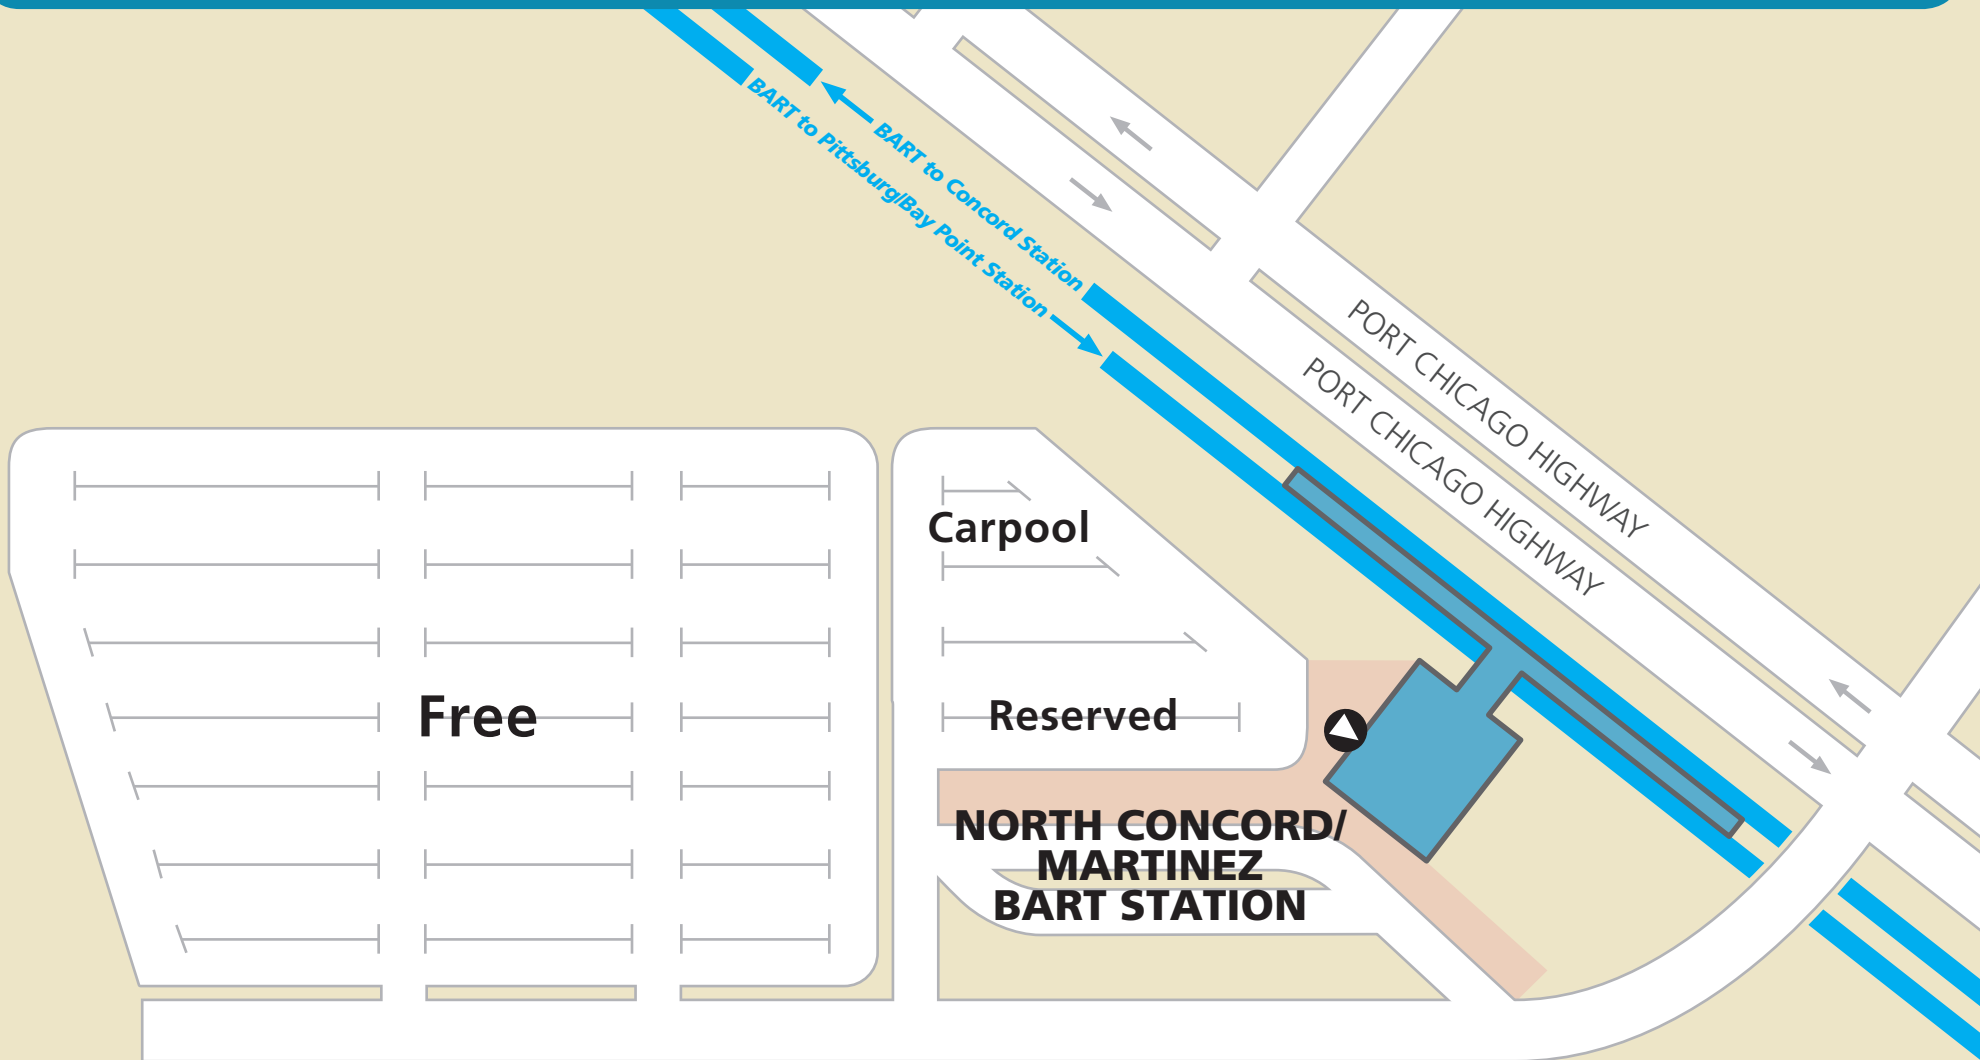 BART to Concord Station
BART to Pittsburg/Bay Point Station
PORT CHICAGO HIGHWAY
PORT CHICAGO HIGHWAY
Carpool
Free
Reserved
NORTH CONCORD/
MARTINEZ
BART STATION